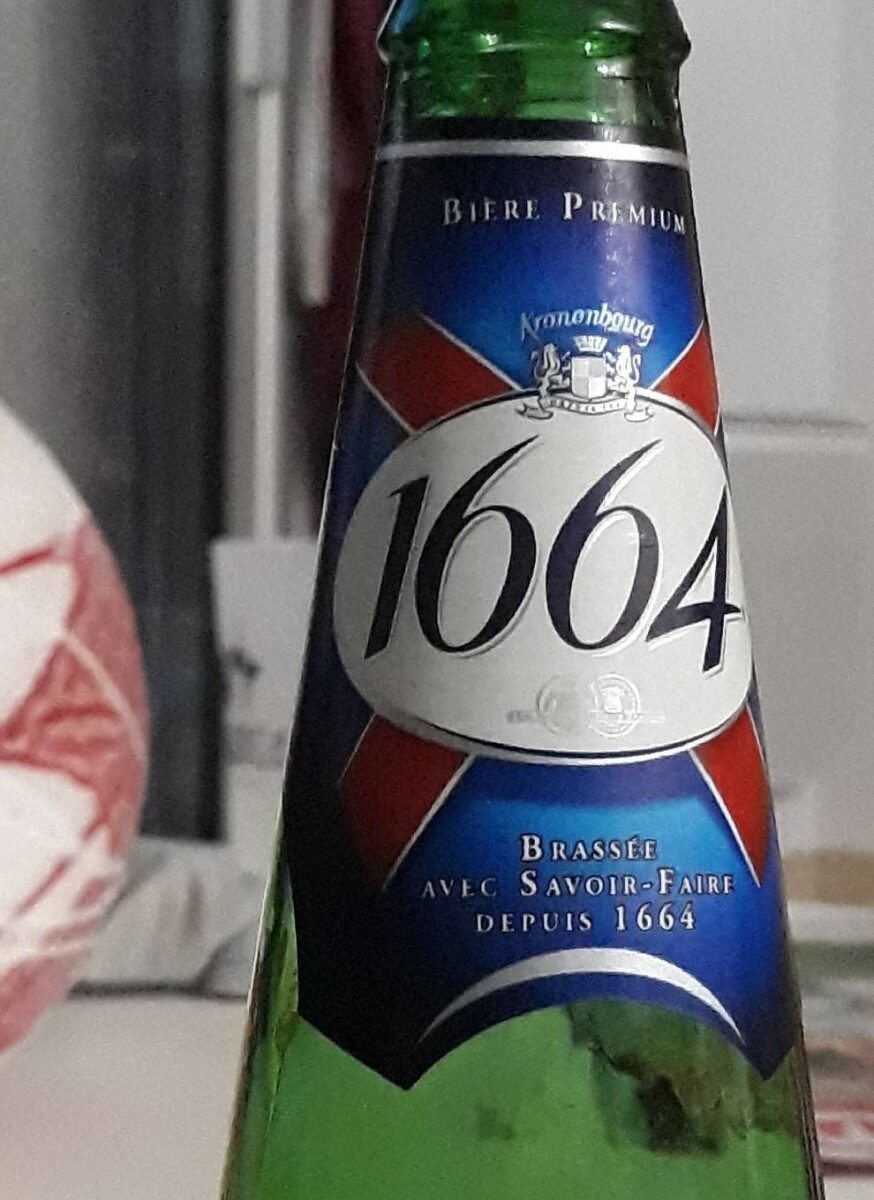 BIÈRE PREMIUM
Kronenbourg
1664
BRASSÉE
AVEC SAVOIR-FAIRE
DEPUIS 1664